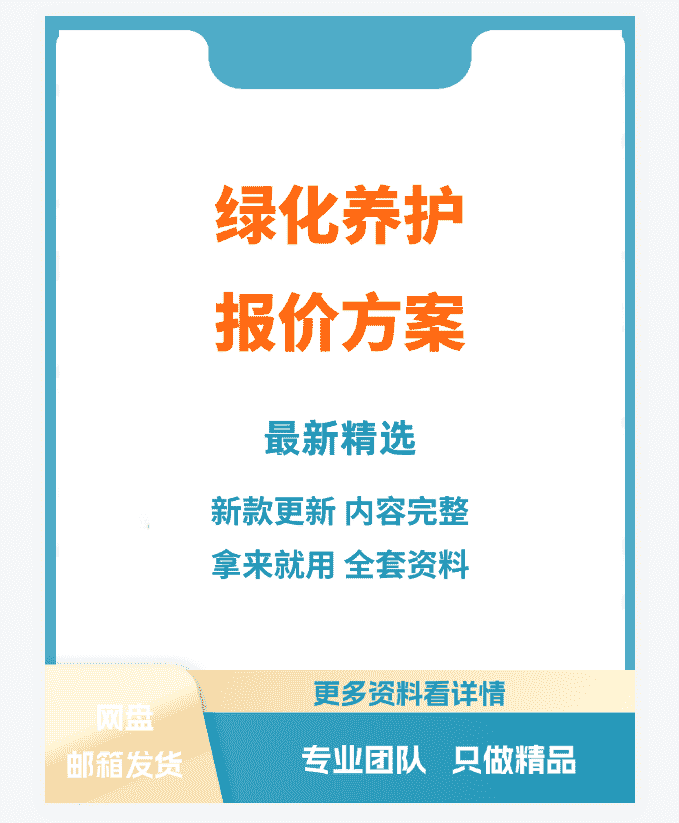 绿化养护
报价方案
最新精选
新款更新 内容完整
拿来就用 全套资料
更多资料看详情
网盘
邮箱发货
专业团队 只做精品